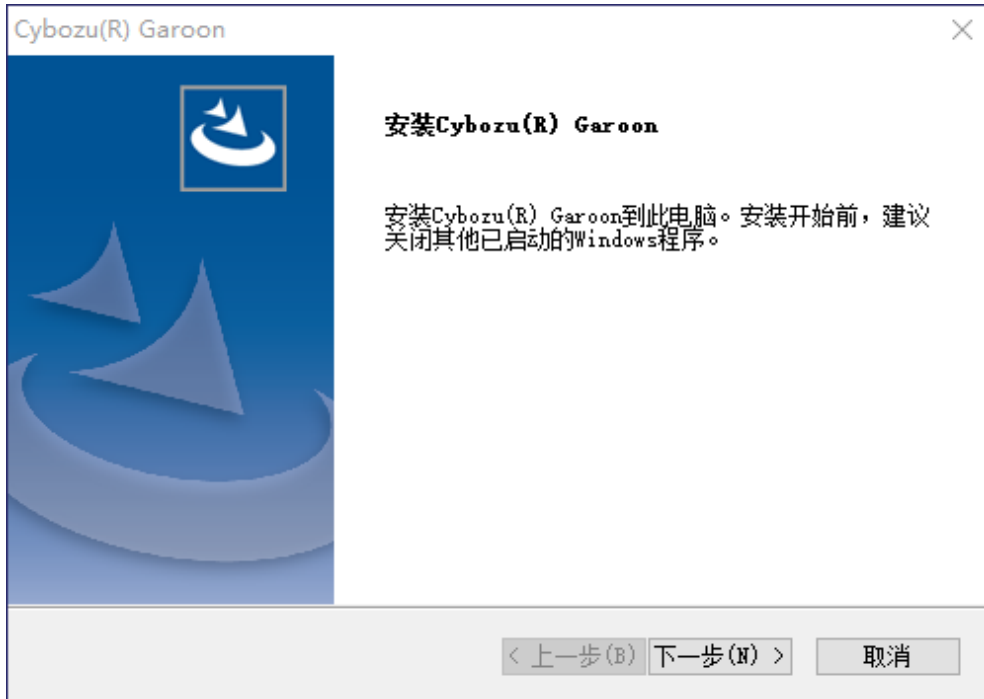 Cybozu(R) Garoon
安装Cybozu(R) Garoon
安装Cybozu(R) Garoon到此电脑。安装开始前，建议
关闭其他已启动的Windows程序。
< 上一步(B) 下一步(N) > 取消